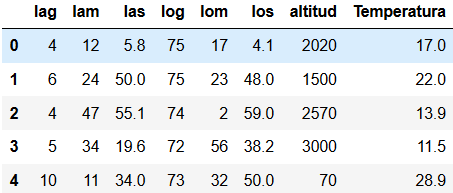 lag lam las log lom los altitud Temperatura
0 4 12 5.8 75 17 4.1 2020 17.0
1 6 24 50.0 75 23 48.0 1500 22.0
2 4 47 55.1 74 2 59.0 2570 13.9
3 5 34 19.6 72 56 38.2 3000 11.5
4 10 11 34.0 73 32 50.0 70 28.9